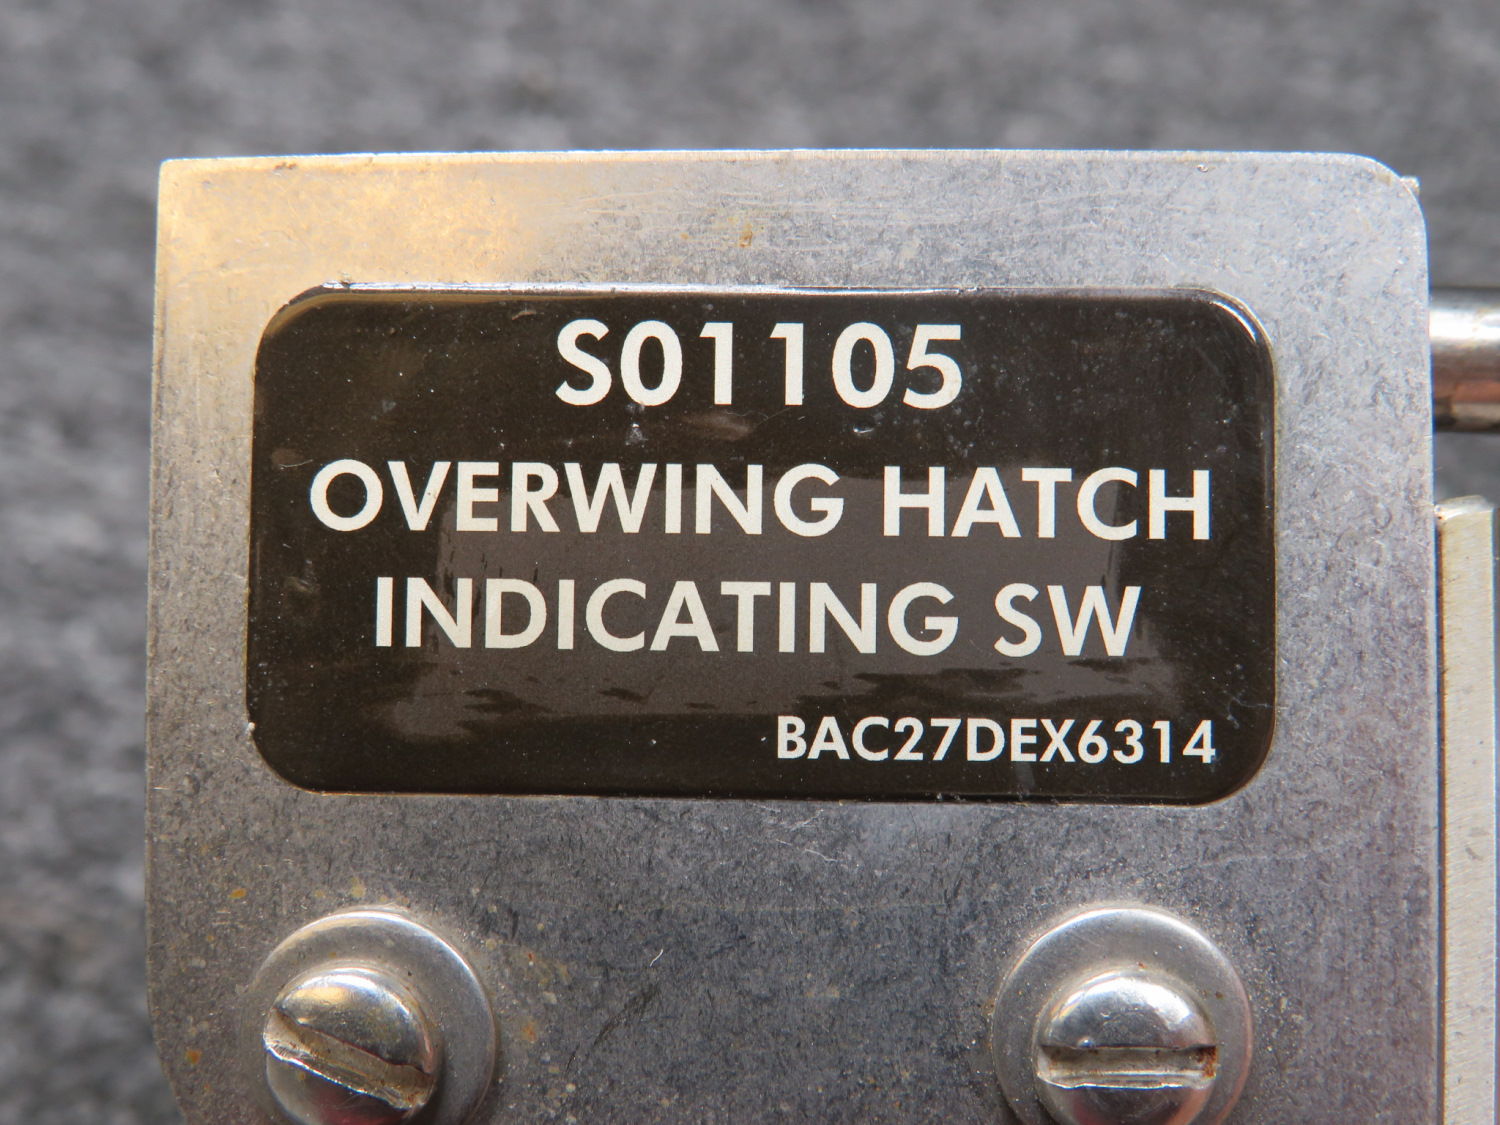 S01105
OVERWING HATCH
INDICATING SW
BAC27DEX6314